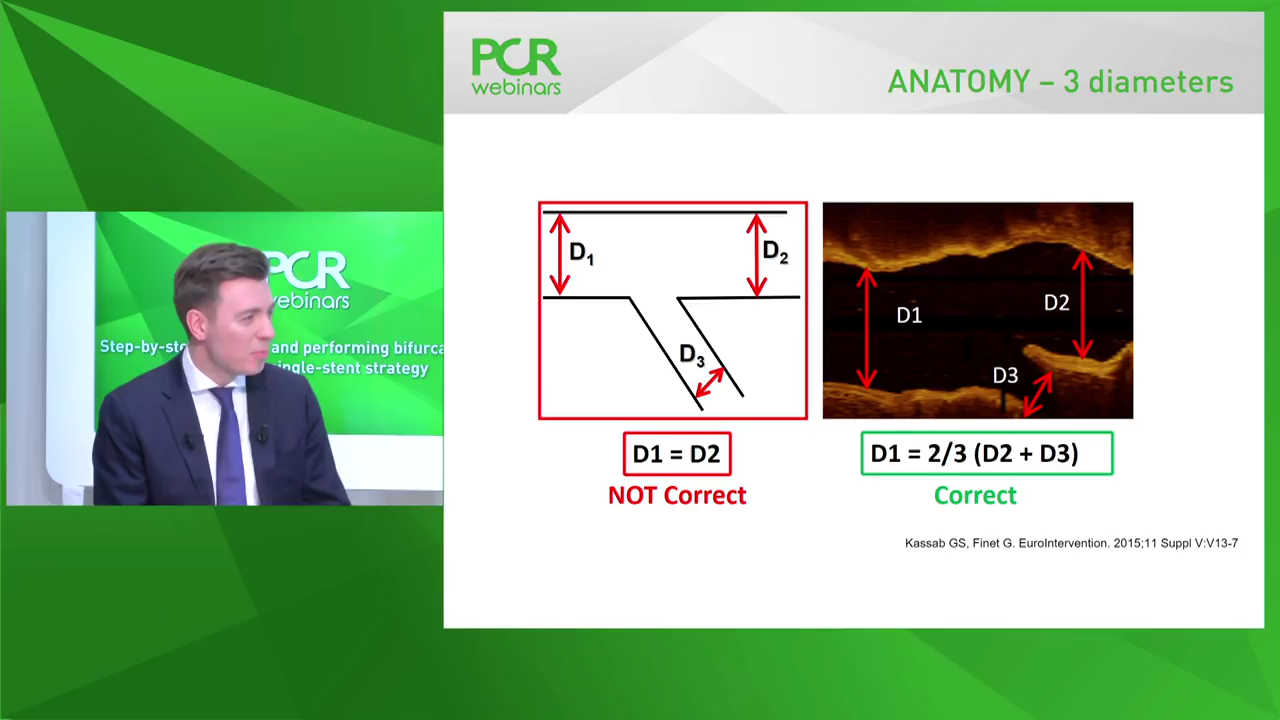 PCR
webinars
ANATOMY – 3 diameters
PCR
webinars
Step-by-ste and performing bifurca
ngle-stent strategy
D1
D2
D3
D1
D2
D3
D1 = D2
NOT Correct
D1 = 2/3 (D2 + D3)
Correct
Kassab GS, Finet G. EuroIntervention. 2015;11 Suppl V:V13-7